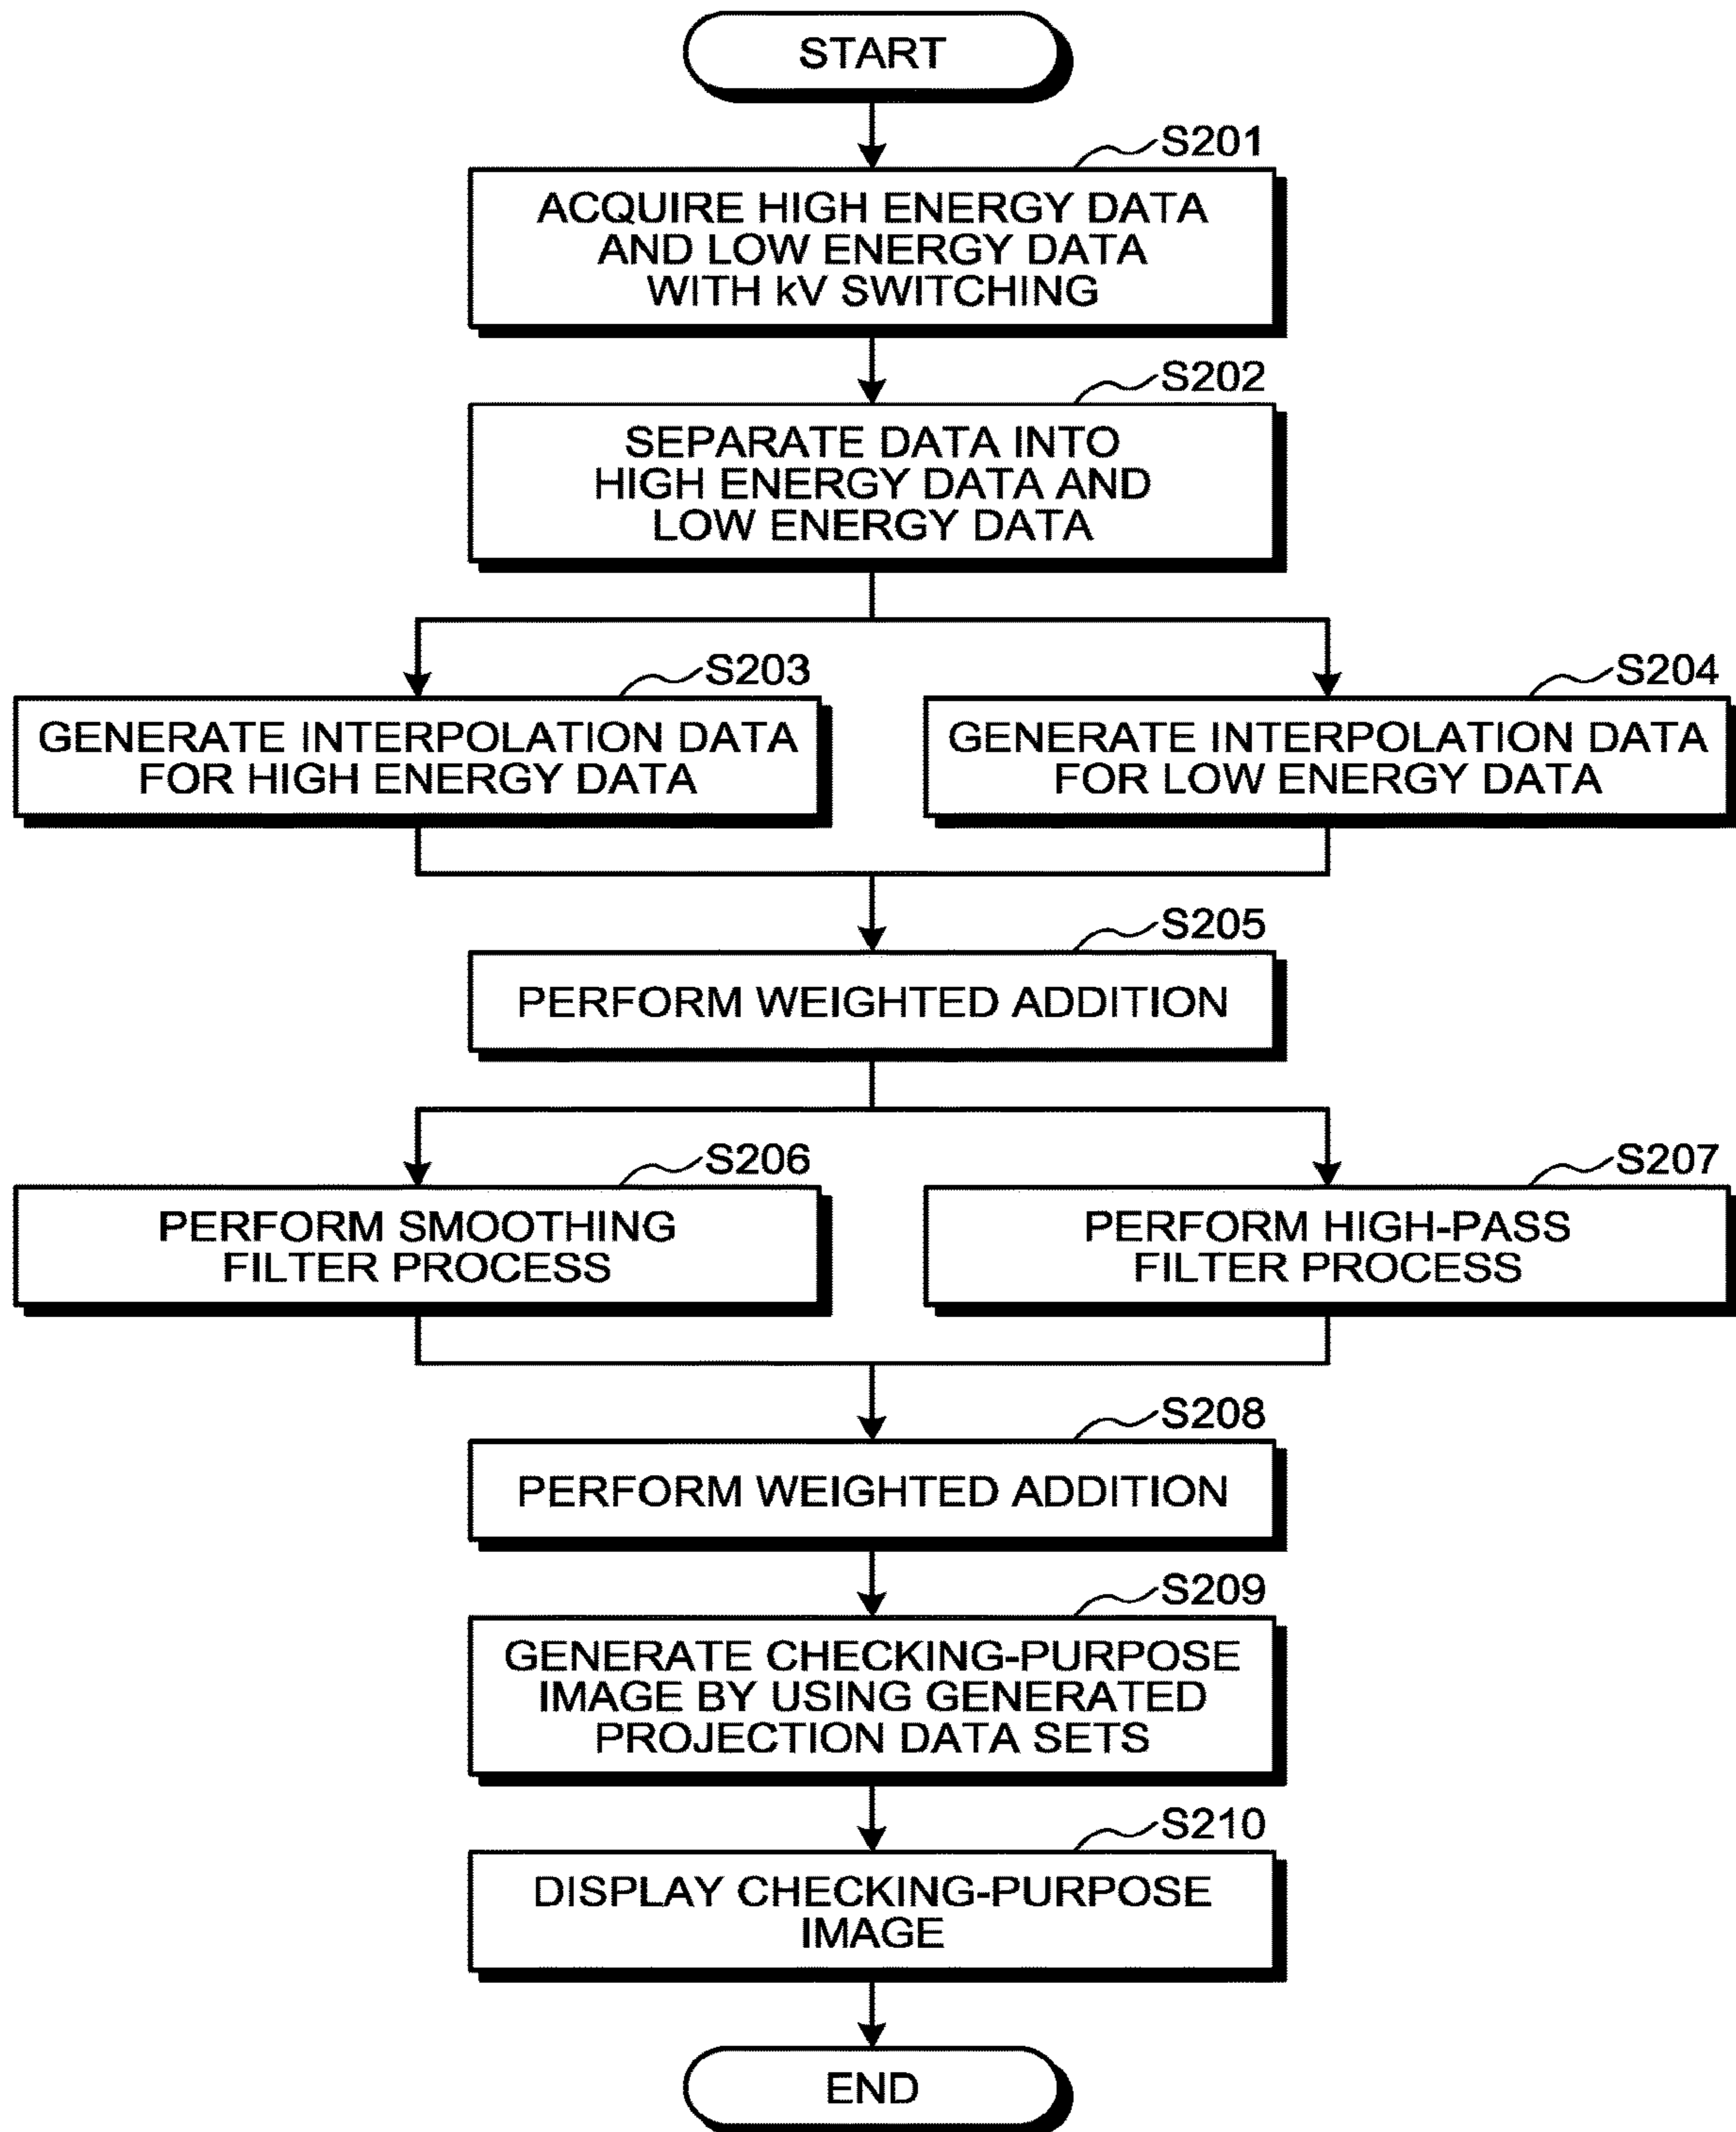 START
S201
ACQUIRE HIGH ENERGY DATA
AND LOW ENERGY DATA
WITH kV SWITCHING
S202
SEPARATE DATA INTO
HIGH ENERGY DATA AND
LOW ENERGY DATA
S203
GENERATE INTERPOLATION DATA
FOR HIGH ENERGY DATA
S204
GENERATE INTERPOLATION DATA
FOR LOW ENERGY DATA
S205
PERFORM WEIGHTED ADDITION
S206
PERFORM SMOOTHING
FILTER PROCESS
S207
PERFORM HIGH-PASS
FILTER PROCESS
S208
PERFORM WEIGHTED ADDITION
S209
GENERATE CHECKING-PURPOSE
IMAGE BY USING GENERATED
PROJECTION DATA SETS
S210
DISPLAY CHECKING-PURPOSE
IMAGE
END